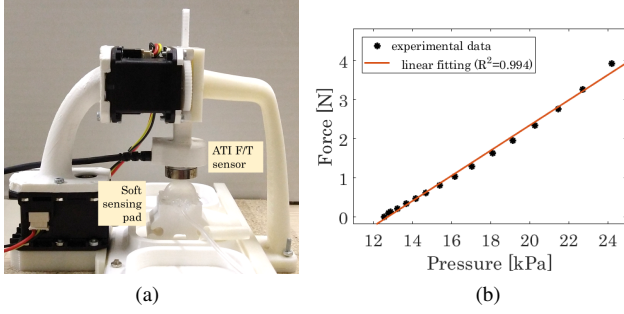 ATI F/T
sensor
Soft
sensing
pad
(a)
experimental data
linear fitting (R²=0.994)
Force [N]
4
3
2
1
0
12 14 16 18 20 22 24
Pressure [kPa]
(b)